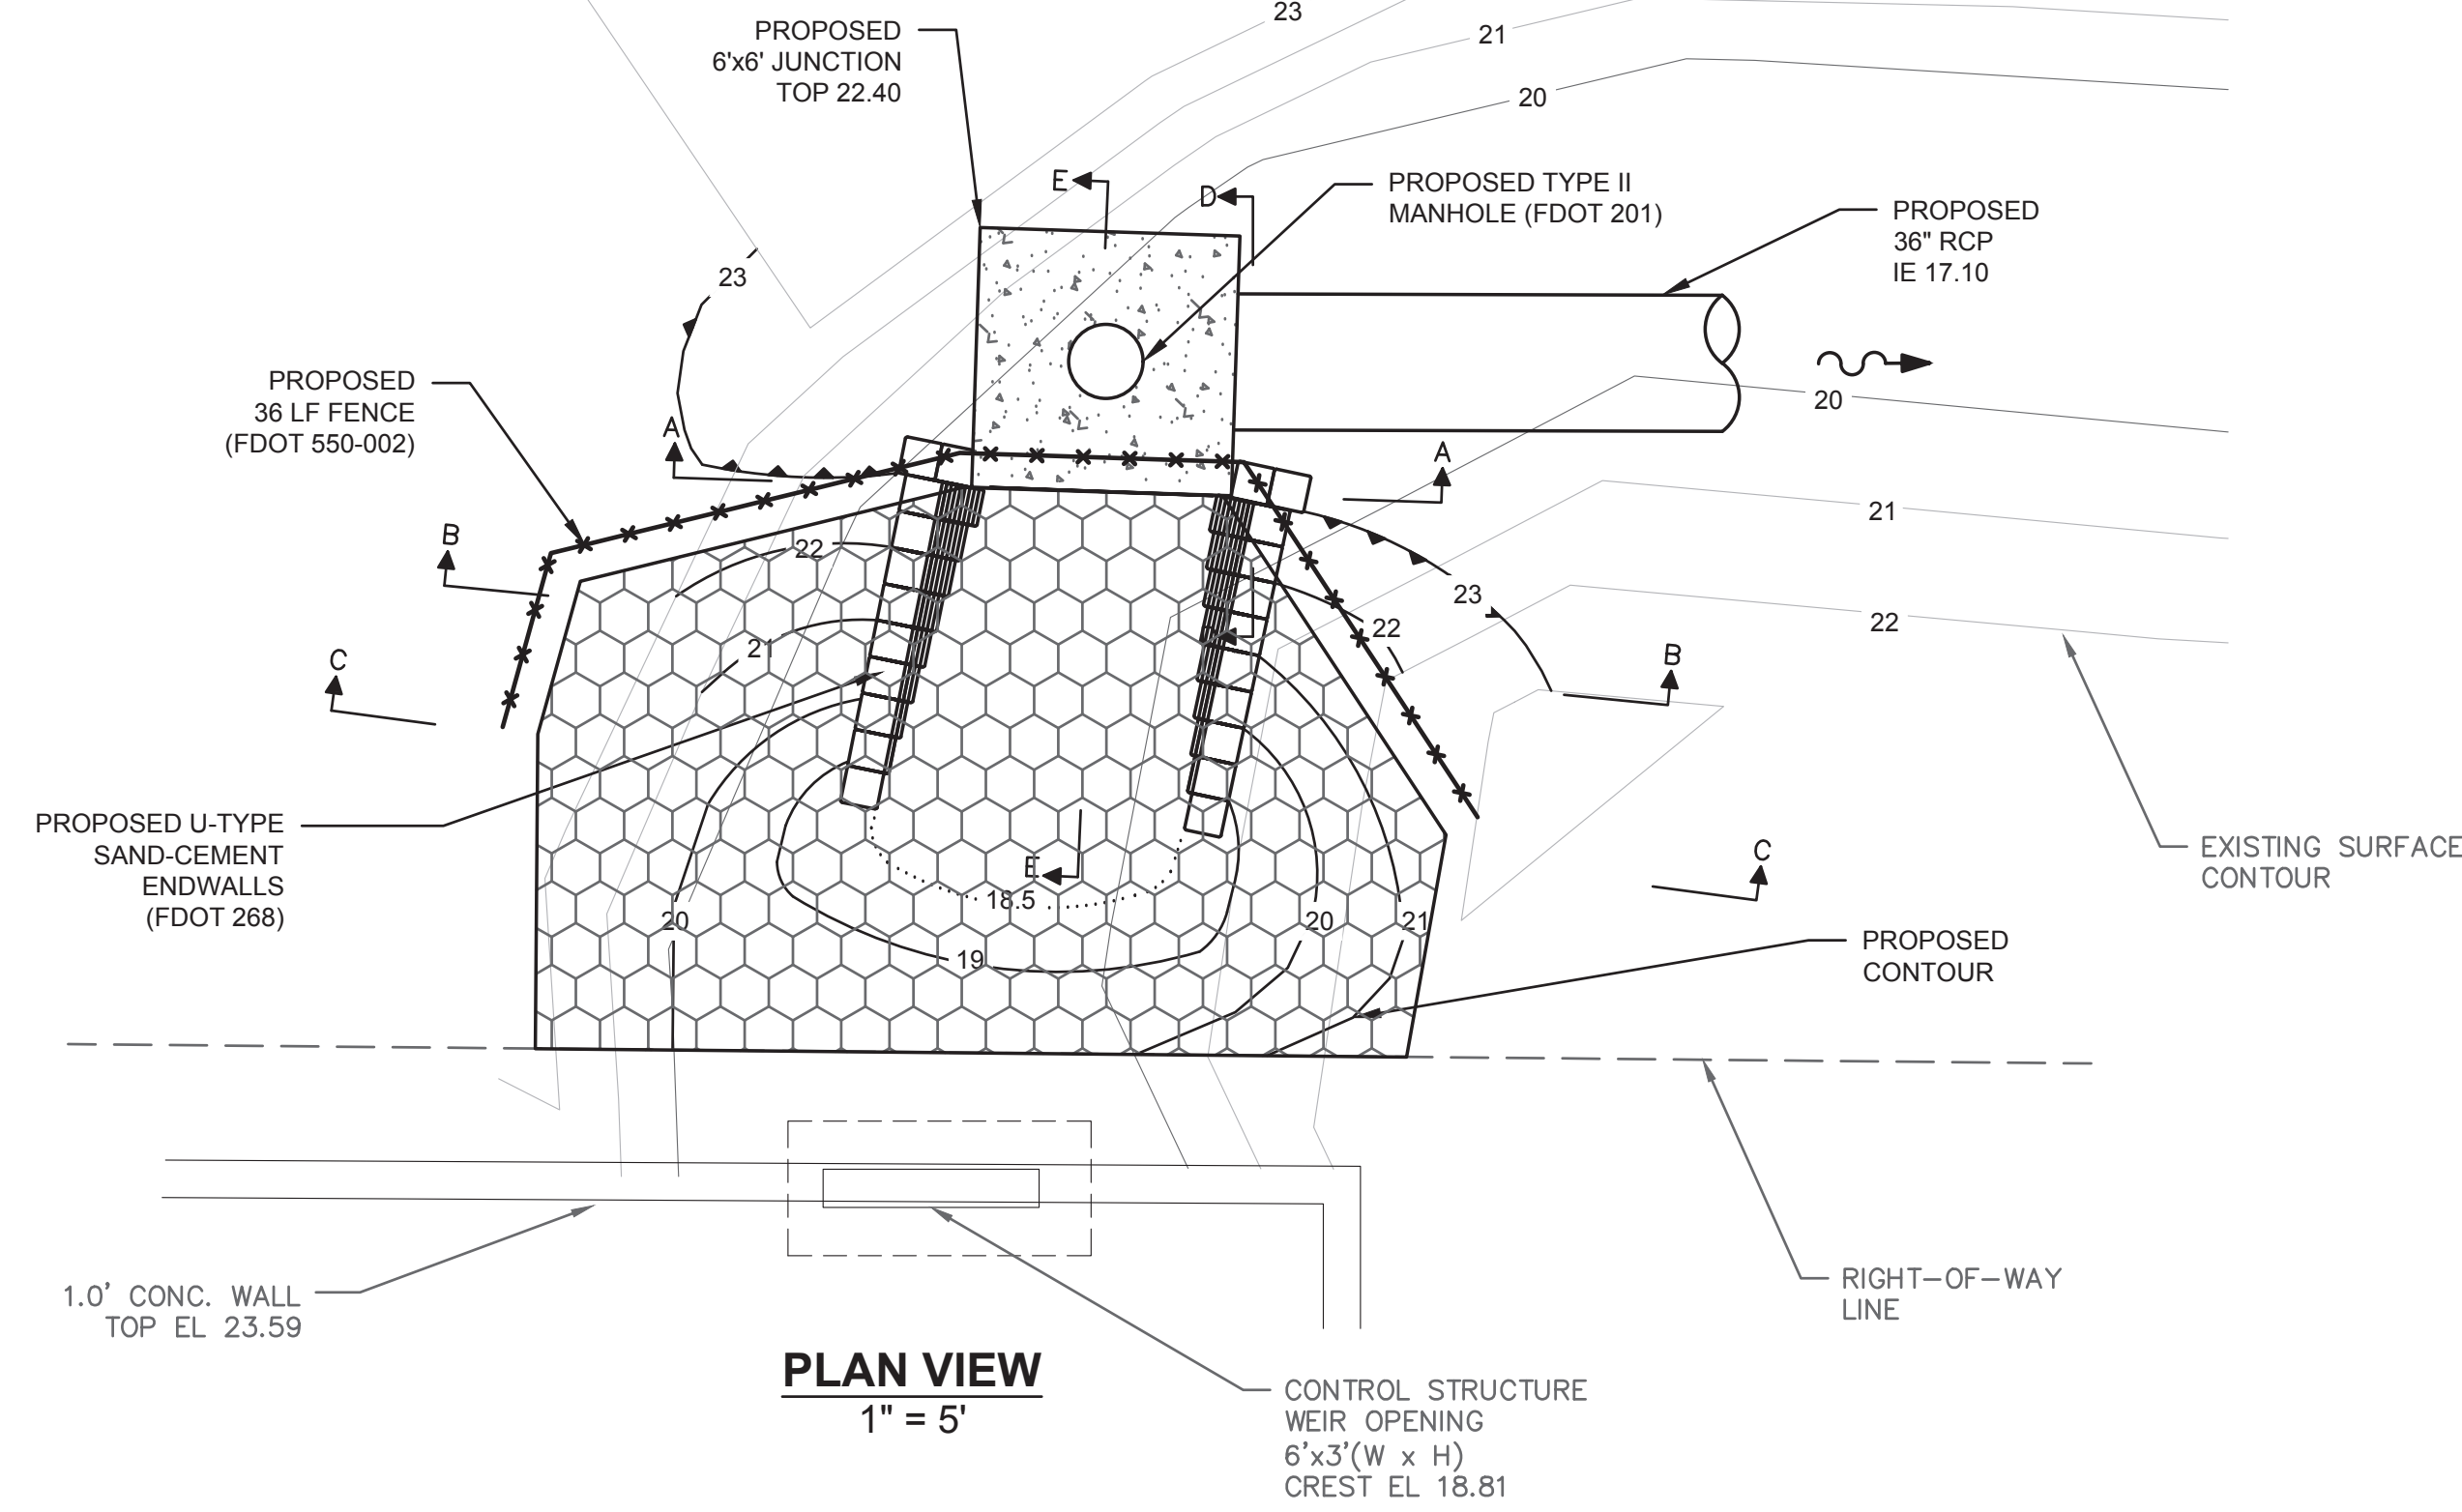 23
21
PROPOSED
6'x6' JUNCTION
TOP 22.40
20
E
D
PROPOSED TYPE II
MANHOLE (FDOT 201)
PROPOSED
36" RCP
IE 17.10
23
PROPOSED
36 LF FENCE
(FDOT 550-002)
20
A
A
21
B
22
23
22
22
21
B
C
PROPOSED U-TYPE
SAND-CEMENT
ENDWALLS
(FDOT 268)
EXISTING SURFACE
CONTOUR
C
E
18.5
20
20
21
19
PROPOSED
CONTOUR
RIGHT-OF-WAY
LINE
1.0' CONC. WALL
TOP EL 23.59
PLAN VIEW
1" = 5'
CONTROL STRUCTURE
WEIR OPENING
6'x3'(W x H)
CREST EL 18.81